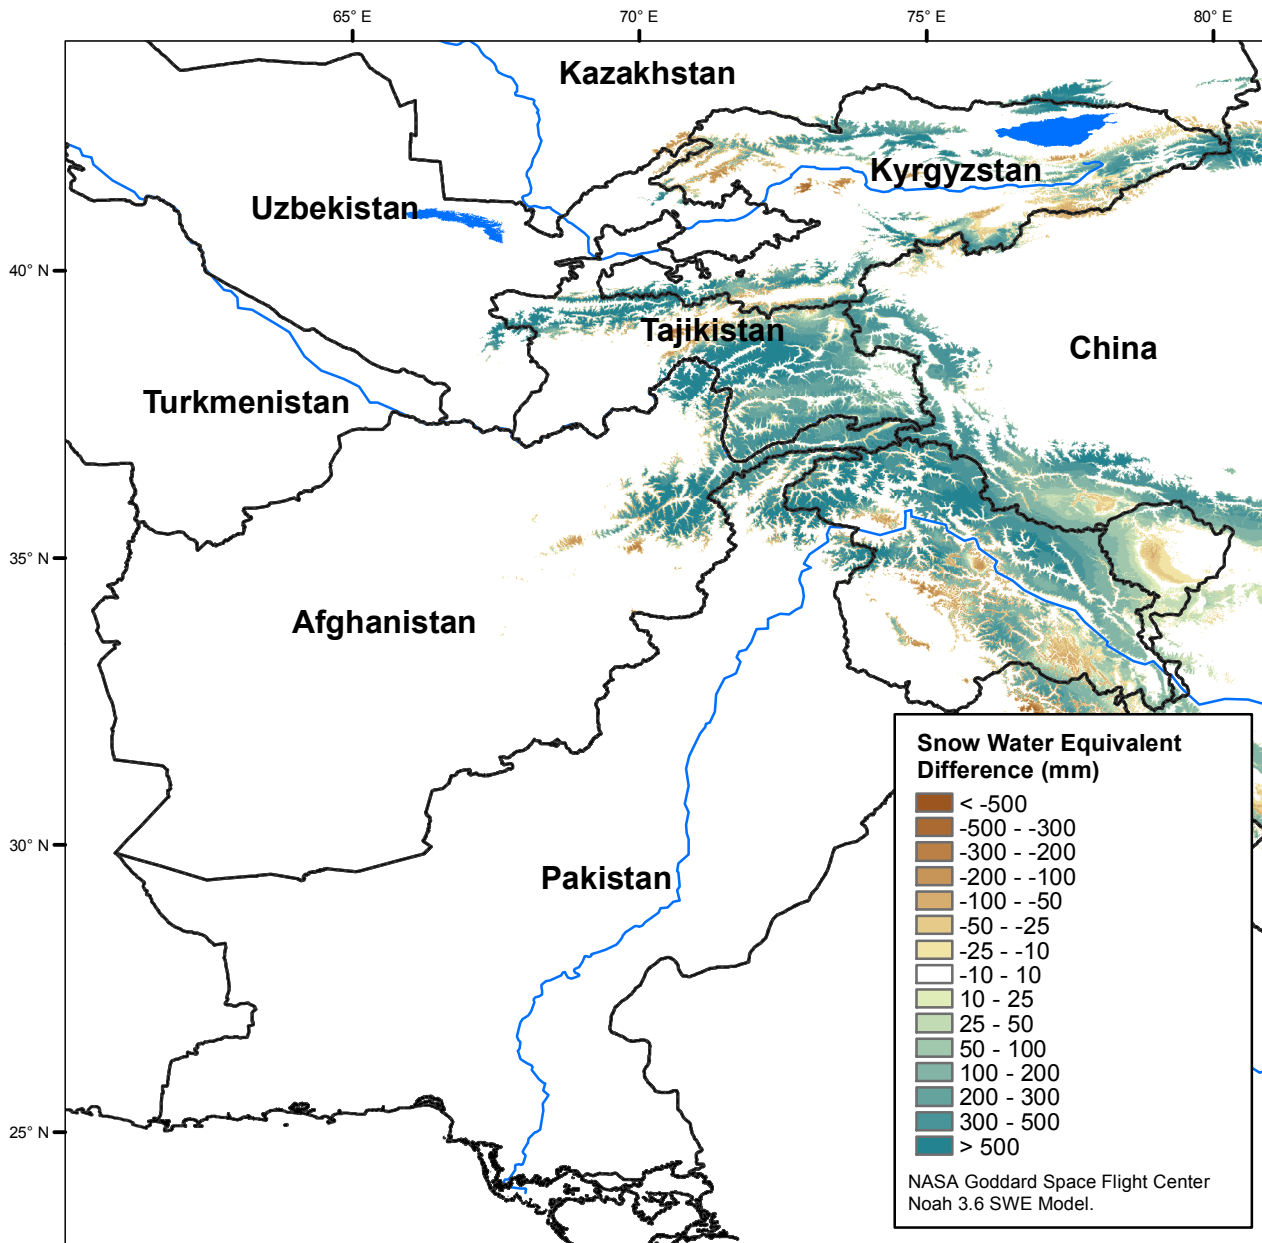 65° E
70° E
75° E
80° E
Kazakhstan
Kyrgyzstan
Uzbekistan
40° N
Tajikistan
China
Turkmenistan
35° N
Afghanistan
30° N
Pakistan
25° N
Snow Water Equivalent
Difference (mm)
< -500
-500 - -300
-300 - -200
-200 - -100
-100 - -50
-50 - -25
-25 - -10
-10 - 10
10 - 25
25 - 50
50 - 100
100 - 200
200 - 300
300 - 500
> 500
NASA Goddard Space Flight Center
Noah 3.6 SWE Model.